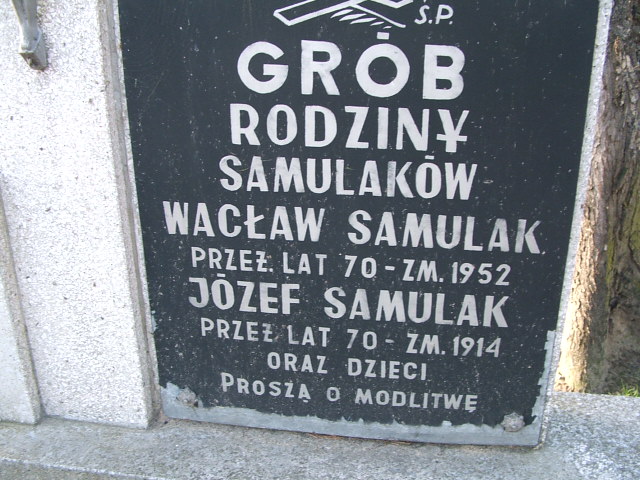 Ś.P.
GRÓB
RODZINY
SAMULAKÓW
WACŁAW SAMULAK
PRZEŻ. LAT 70 - ZM. 1952
JÓZEF SAMULAK
PRZEŻ LAT 70 - ZM. 1914
ORAZ DZIECI
PROSZĄ O MODLITWĘ